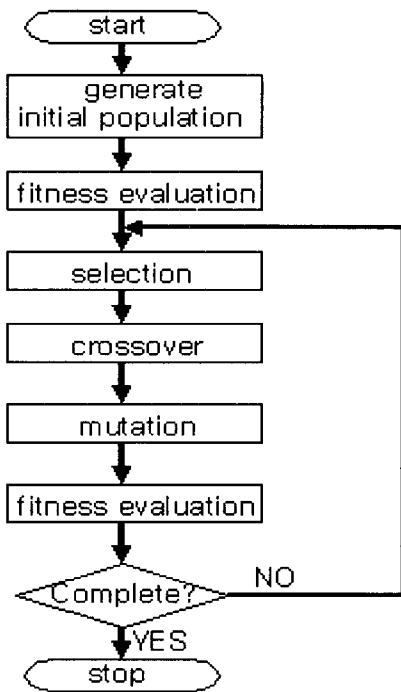 start
generate
initial population
fitness evaluation
selection
crossover
mutation
fitness evaluation
Complete?
NO
YES
stop